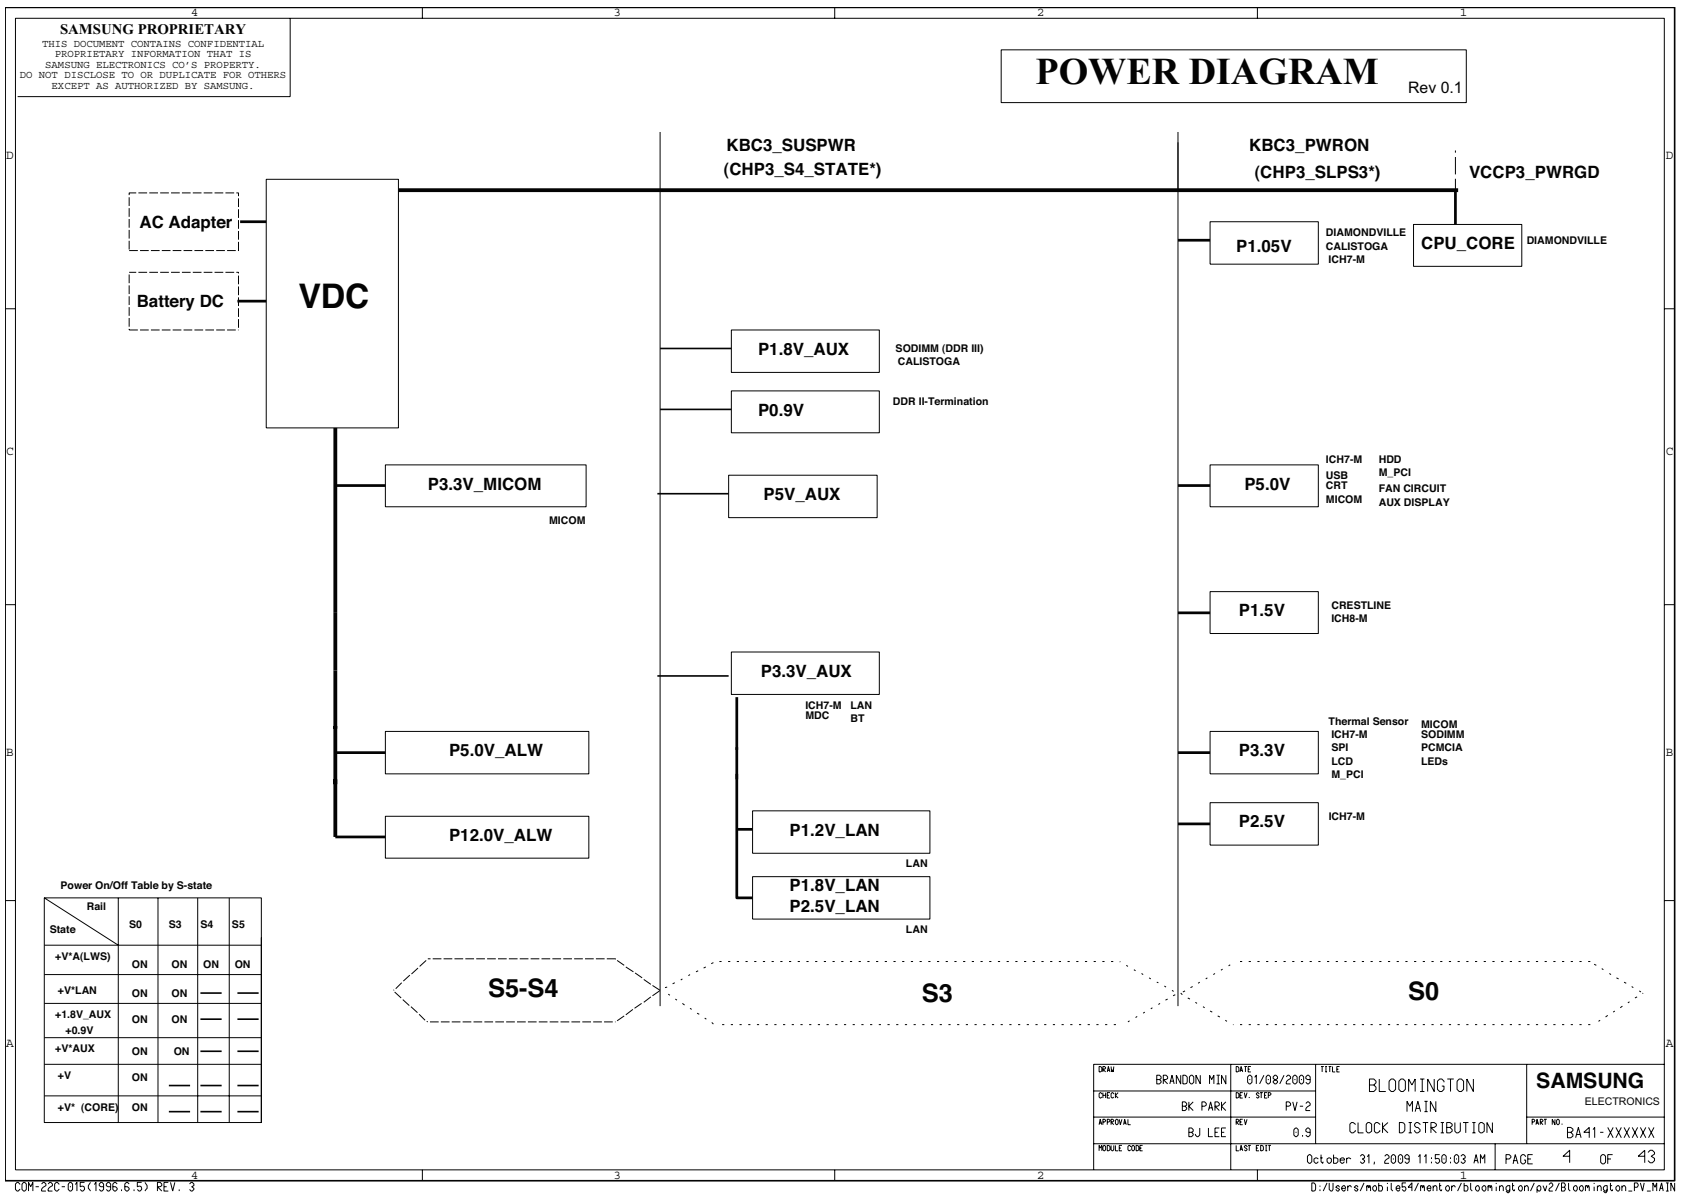 4 3 2 1
SAMSUNG PROPRIETARY
THIS DOCUMENT CONTAINS CONFIDENTIAL
PROPRIETARY INFORMATION THAT IS
SAMSUNG ELECTRONICS CO'S PROPERTY.
DO NOT DISCLOSE TO OR DUPLICATE FOR OTHERS
EXCEPT AS AUTHORIZED BY SAMSUNG.
POWER DIAGRAM Rev 0.1
D D
KBC3_SUSPWR
(CHP3_S4_STATE*)
KBC3_PWRON
(CHP3_SLPS3*)
VCCP3_PWRGD
AC Adapter
Battery DC
VDC
P1.05V
DIAMONDVILLE
CALISTOGA
ICH7-M
CPU_CORE
DIAMONDVILLE
P1.8V_AUX
SODIMM (DDR III)
CALISTOGA
P0.9V
DDR II-Termination
C C
P3.3V_MICOM
MICOM
P5V_AUX
P5.0V
ICH7-M HDD
USB M_PCI
CRT FAN CIRCUIT
MICOM AUX DISPLAY
P1.5V
CRESTLINE
ICH8-M
P3.3V_AUX
ICH7-M LAN
MDC BT
B B
P5.0V_ALW
P3.3V
Thermal Sensor MICOM
ICH7-M SODIMM
SPI PCMCIA
LCD LEDs
M_PCI
P12.0V_ALW
P1.2V_LAN
LAN
P2.5V
ICH7-M
P1.8V_LAN
P2.5V_LAN
LAN
Power On/Off Table by S-state
Rail
State S0 S3 S4 S5
+V*A(LWS) ON ON ON ON
+V*LAN ON ON — —
+1.8V_AUX
+0.9V ON ON — —
+V*AUX ON ON — —
+V ON — — —
+V* (CORE) ON — — —
S5-S4
S3
S0
A A
DRAW BRANDON MIN DATE 01/08/2009
CHECK BK PARK DEV. STEP PV-2
APPROVAL BJ LEE REV 0.9
MODULE CODE LAST EDIT October 31, 2009 11:50:03 AM
TITLE
BLOOMINGTON
MAIN
CLOCK DISTRIBUTION
SAMSUNG
ELECTRONICS
PART NO. BA41-XXXXXX
PAGE 4 OF 43
4 3 2 1
COM-22C-015(1996.6.5) REV. 3
D:/Users/mobile54/mentor/bloomington/pv2/Bloomington_PV_MAIN